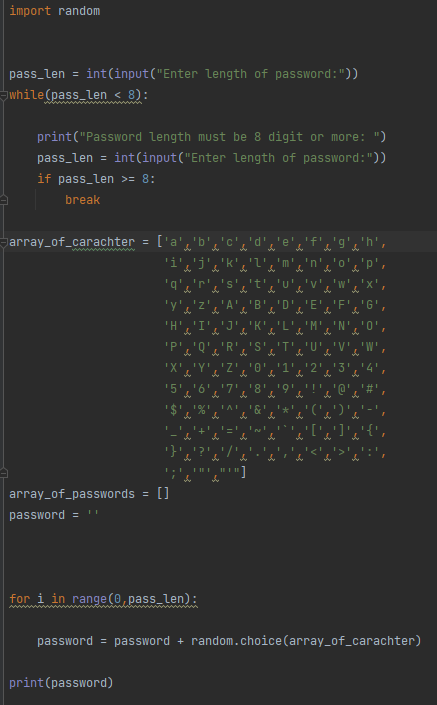 import random
pass_len = int(input("Enter length of password:"))
while(pass_len < 8):
print("Password length must be 8 digit or more: ")
pass_len = int(input("Enter length of password:"))
if pass_len >= 8:
break
array_of_carachter = ['a','b','c','d','e','f','g','h',
'i','j','k','l','m','n','o','p',
'q','r','s','t','u','v','w','x',
'y','z','A','B','D','E','F','G',
'H','I','J','K','L','M','N','O',
'P','Q','R','S','T','U','V','W',
'X','Y','Z','0','1','2','3','4',
'5','6','7','8','9','!','@','#',
'$','%','^','&','*','(',')','-',
'_','+','=','~','`','[',']','{',
'}','?','/','.',',','<','>',':',
';','"',"'"]
array_of_passwords = []
password = ''
for i in range(0,pass_len):
password = password + random.choice(array_of_carachter)
print(password)